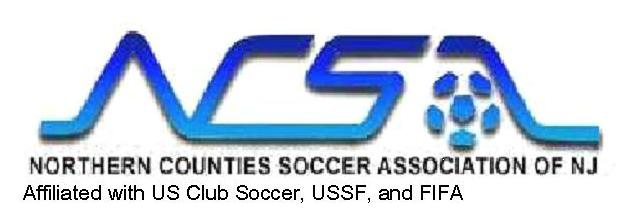 NCSA
NORTHERN COUNTIES SOCCER ASSOCIATION OF NJ
Affiliated with US Club Soccer, USSF, and FIFA